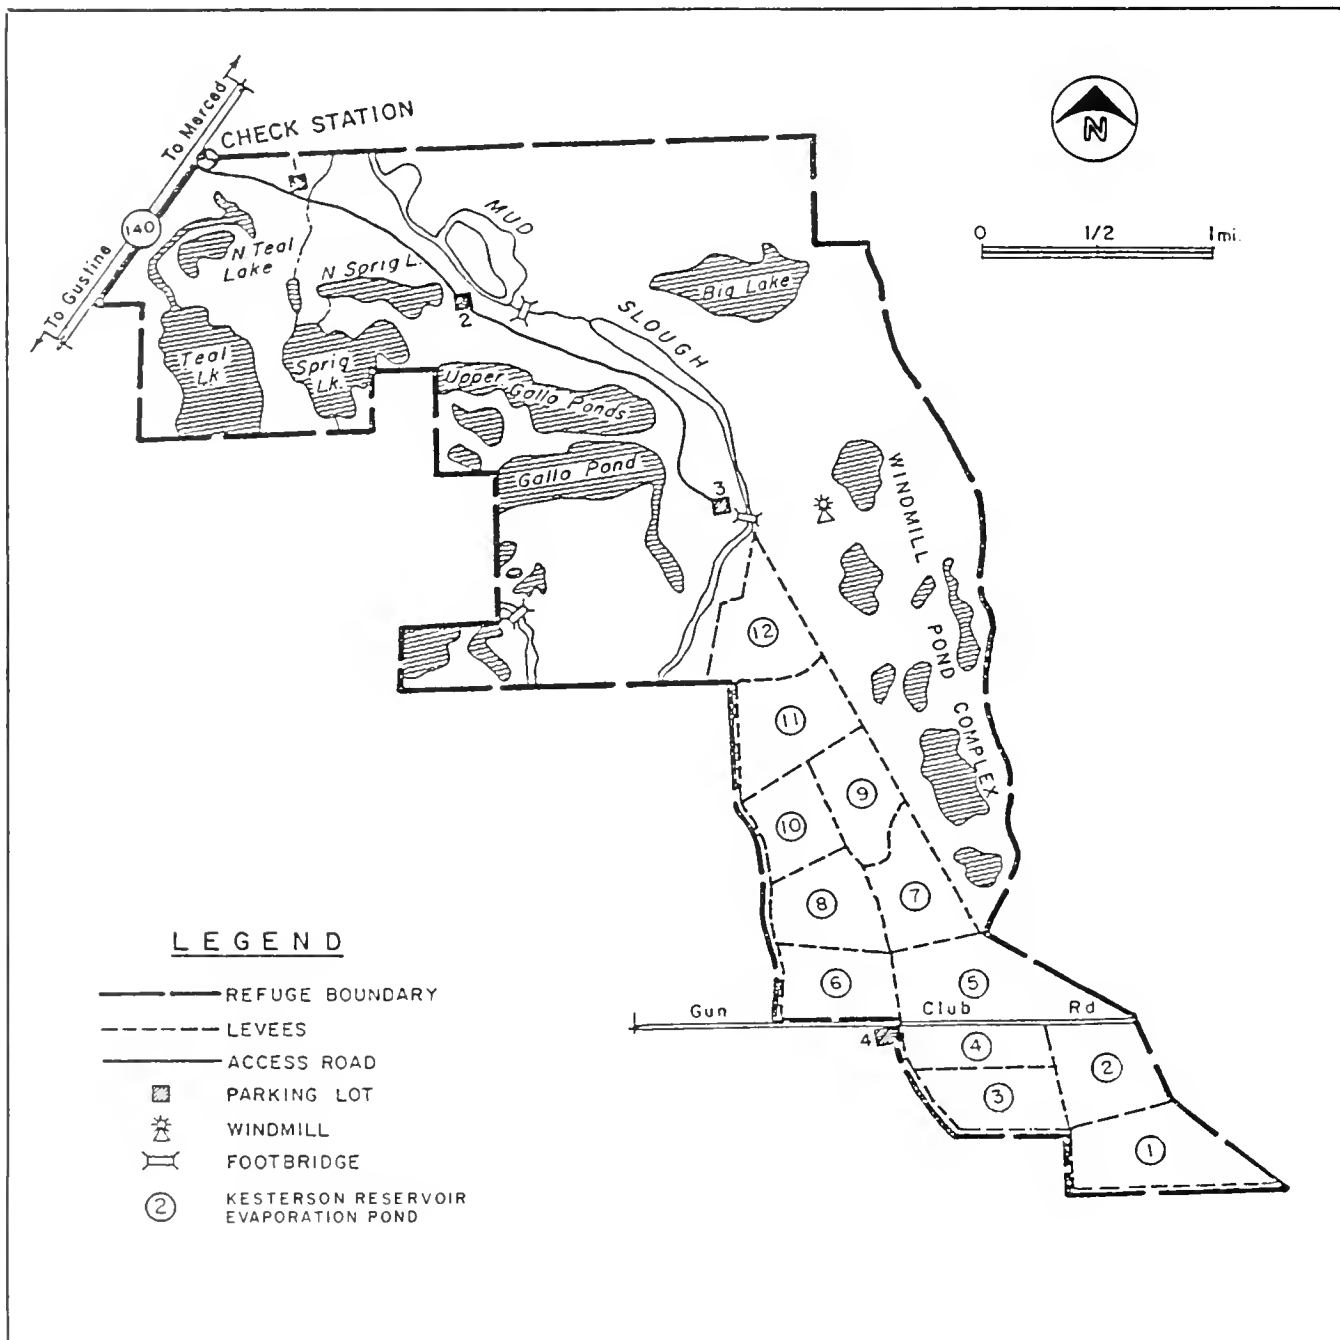 To Merced
CHECK STATION
N
140
To Gustine
0 1/2 1mi.
MUD
SLOUGH
N Teal
Lake
N Sprig L.
Big Lake
2
Teal
Lk
Sprig
Lk.
Upper
Gallo Ponds
Gallo Pond
3
WINDMILL
POND
COMPLEX
12
11
9
10
8
7
6
5
Gun Club Rd
4
4
2
3
1
LEGEND
REFUGE BOUNDARY
LEVEES
ACCESS ROAD
PARKING LOT
WINDMILL
FOOTBRIDGE
2
KESTERSON RESERVOIR
EVAPORATION POND